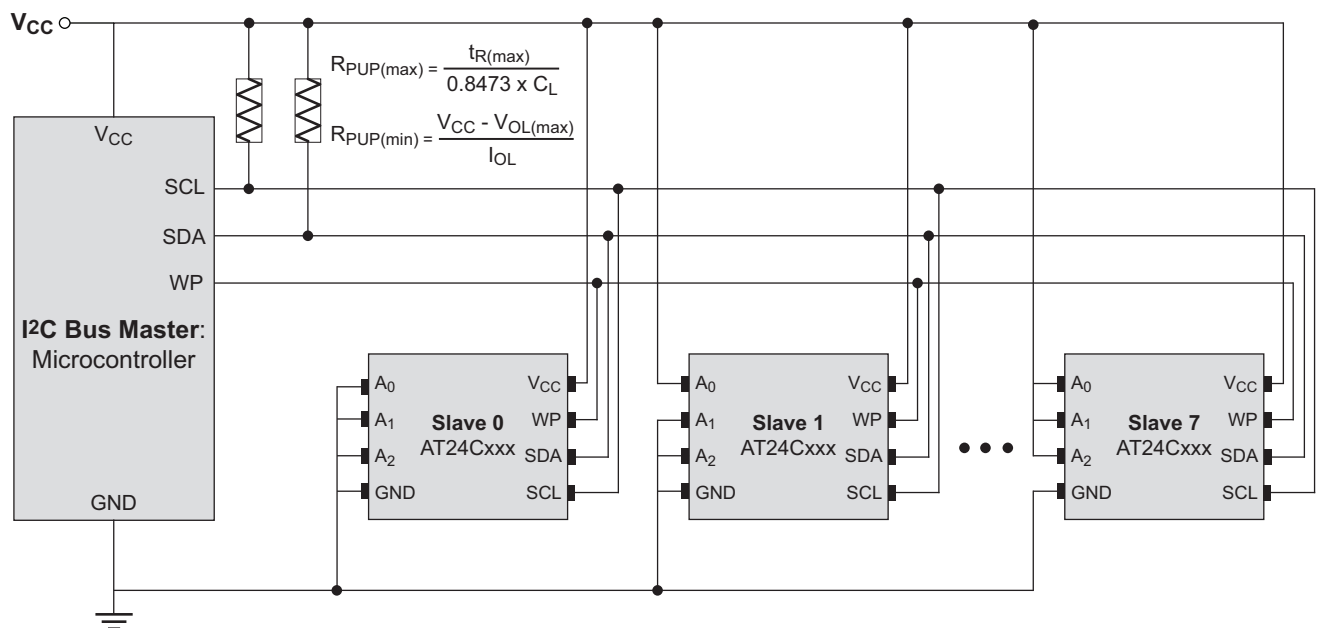 VCC
RPUP(max) = tR(max) / 0.8473 x CL
RPUP(min) = VCC - VOL(max) / IOL
VCC
SCL
SDA
WP
I2C Bus Master:
Microcontroller
GND
A0
A1
A2
GND
Slave 0
AT24Cxxx
VCC
WP
SDA
SCL
A0
A1
A2
GND
Slave 1
AT24Cxxx
VCC
WP
SDA
SCL
A0
A1
A2
GND
Slave 7
AT24Cxxx
VCC
WP
SDA
SCL